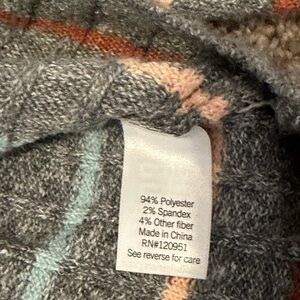 94% Polyester
2% Spandex
4% Other fiber
Made in China
RN#120951
See reverse for care